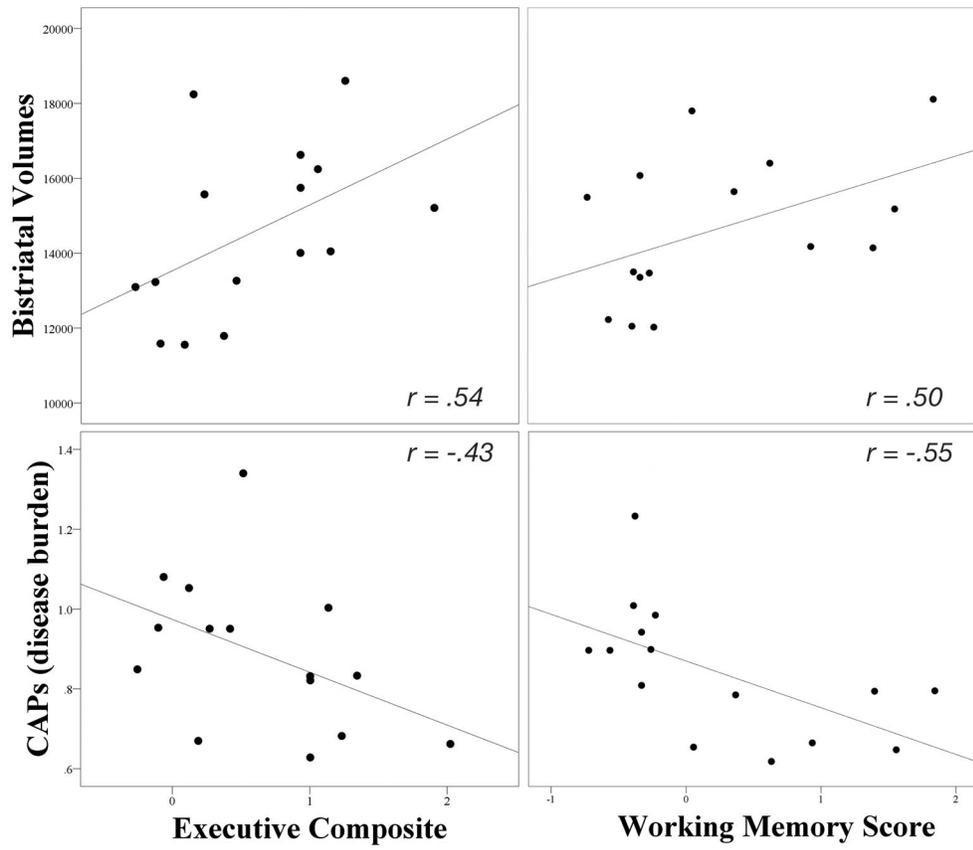 Bistriatal Volumes
20000
18000
16000
14000
12000
10000
r = .54
r = .50
CAPs (disease burden)
1.4
1.2
1.0
.8
.6
r = -.43
r = -.55
0 1 2
-1 0 1 2
Executive Composite
Working Memory Score